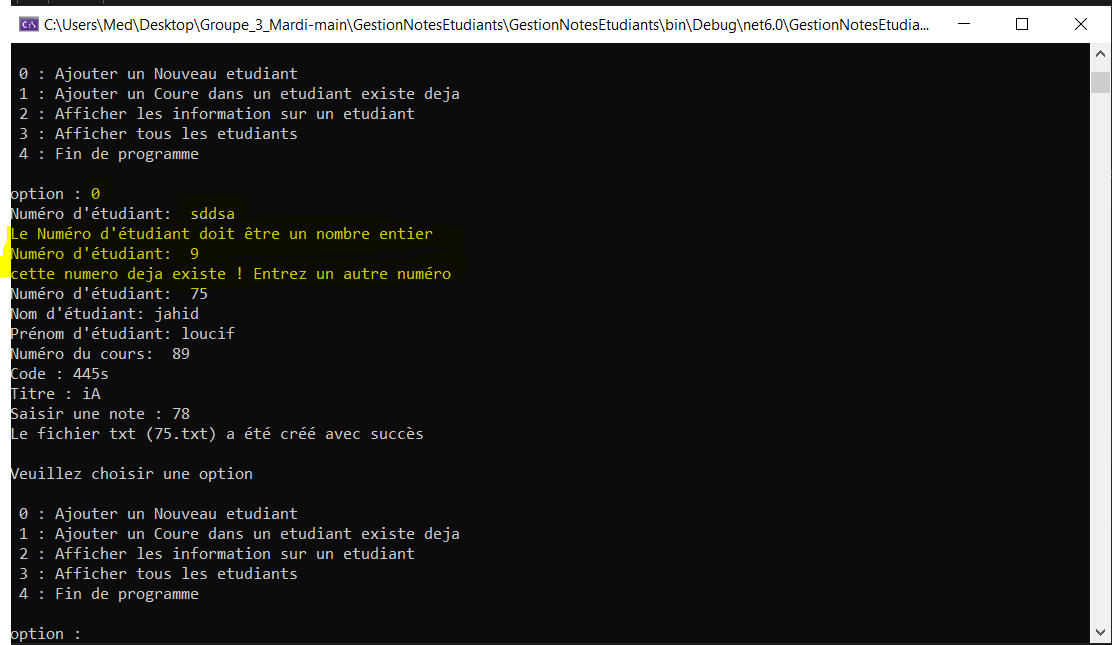 C:\Users\Med\Desktop\Groupe_3_Mardi-main\GestionNotesEtudiants\GestionNotesEtudiants\bin\Debug\net6.0\GestionNotesEtudia...
0 : Ajouter un Nouveau etudiant
1 : Ajouter un Coure dans un etudiant existe deja
2 : Afficher les information sur un etudiant
3 : Afficher tous les etudiants
4 : Fin de programme
option : 0
Numéro d'étudiant:  sddsa
Le Numéro d'étudiant doit être un nombre entier
Numéro d'étudiant:  9
cette numero deja existe ! Entrez un autre numéro
Numéro d'étudiant:  75
Nom d'étudiant: jahid
Prénom d'étudiant: loucif
Numéro du cours:  89
Code : 445s
Titre : iA
Saisir une note : 78
Le fichier txt (75.txt) a été créé avec succès
Veuillez choisir une option
0 : Ajouter un Nouveau etudiant
1 : Ajouter un Coure dans un etudiant existe deja
2 : Afficher les information sur un etudiant
3 : Afficher tous les etudiants
4 : Fin de programme
option :